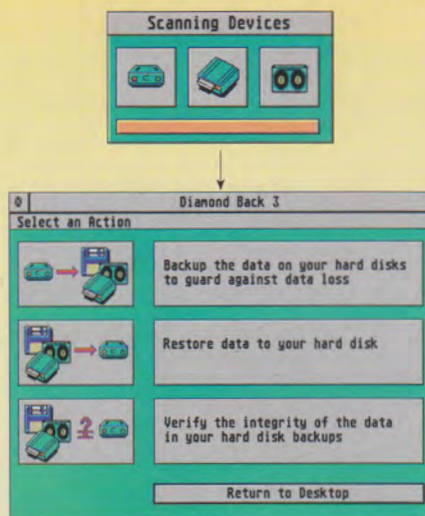 Scanning Devices
Diamond Back 3
Select an Action
Backup the data on your hard disks
to guard against data loss
Restore data to your hard disk
Verify the integrity of the data
in your hard disk backups
Return to Desktop